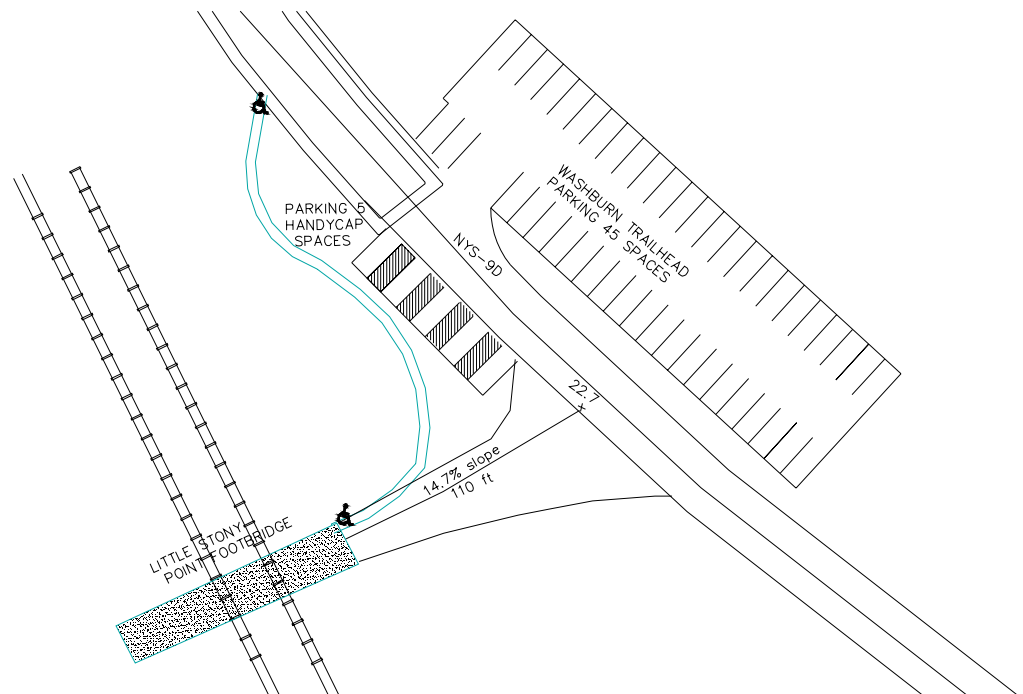 PARKING 5
HANDYCAP
SPACES
WASHBURN TRAILHEAD
PARKING 45 SPACES
NYS-9D
22.7
14.7% slope
110 ft
LITTLE STONY
POINT FOOTBRIDGE